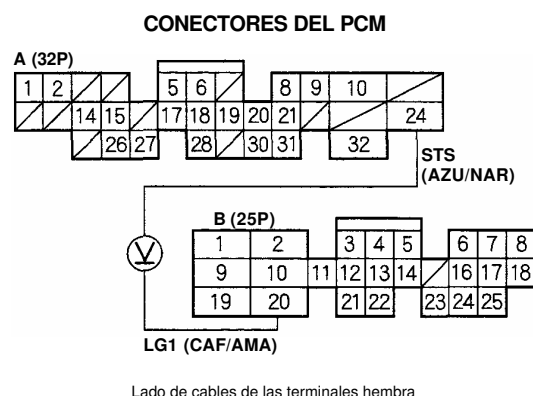 CONECTORES DEL PCM
A (32P)
1 2 5 6 8 9 10
14 15 17 18 19 20 21 24
26 27 28 30 31 32
STS
(AZU/NAR)
B (25P)
1 2 3 4 5 6 7 8
V
9 10 11 12 13 14 16 17 18
19 20 21 22 23 24 25
LG1 (CAF/AMA)
Lado de cables de las terminales hembra